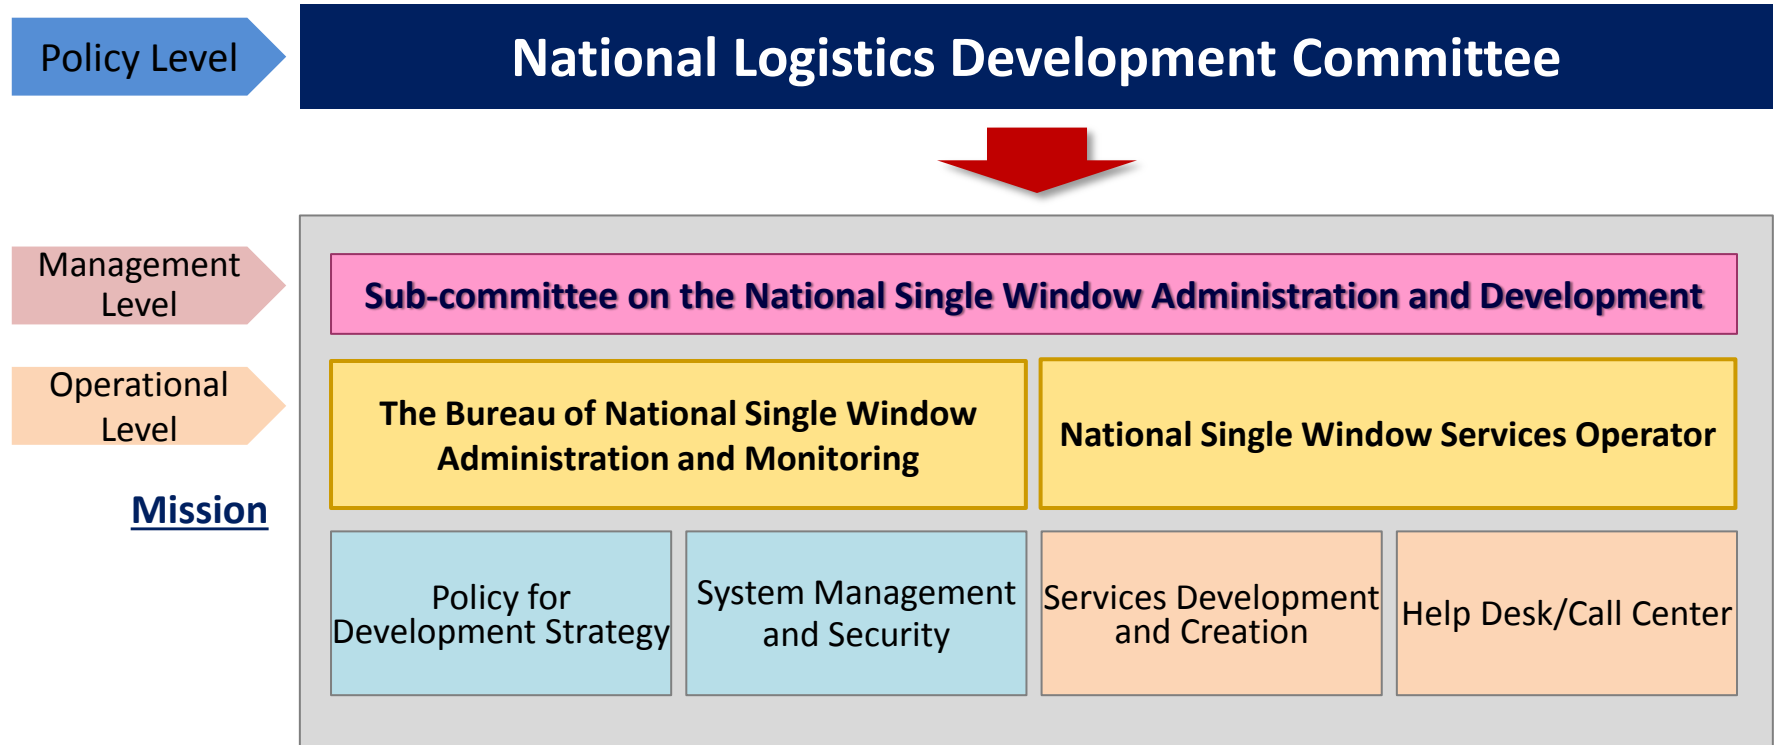 Policy Level
National Logistics Development Committee
Management
Level
Sub-committee on the National Single Window Administration and Development
Operational
Level
The Bureau of National Single Window
Administration and Monitoring
National Single Window Services Operator
Mission
Policy for
Development Strategy
System Management
and Security
Services Development
and Creation
Help Desk/Call Center